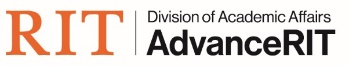 RIT
Division of Academic Affairs
AdvanceRIT